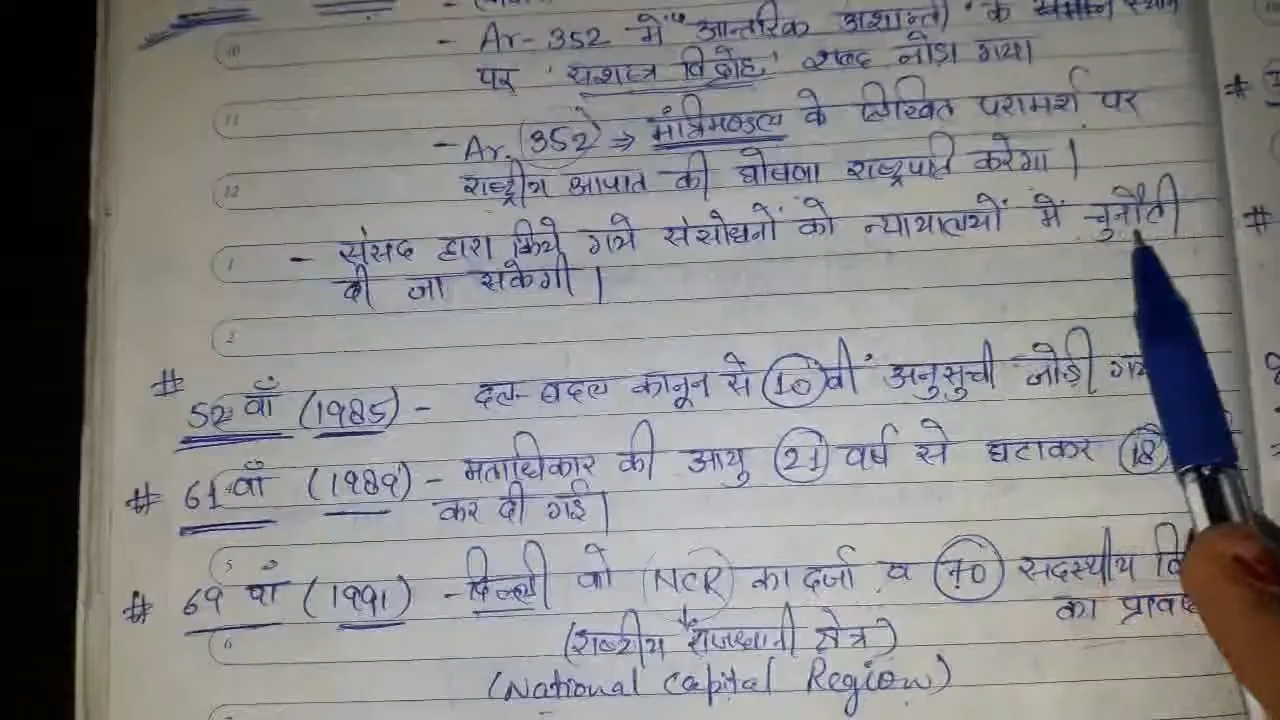 - Ar-352 में "आन्तरिक अशान्ती" के स्थान
पर 'सशस्त्र विद्रोह' शब्द जोड़ा गया।
- Ar. (352) ⇒ मंत्रिमण्डल के लिखित परामर्श पर
राष्ट्रीय आपात की घोषणा राष्ट्रपति करेगा।
- संसद द्वारा किये गये संसोधनों को न्यायालयों में चुनौती
दी जा सकेगी।
# 52 वाँ (1985) - दल-बदल कानून से 10 वीं अनुसुची जोड़ी
# 61 वाँ (1989) - मताधिकार की आयु 21 वर्ष से घटाकर 18
कर दी गई।
# 69 वां (1991) - दिल्ली को (NCR) का दर्जा व 70 सदस्यीय
का
(राष्ट्रीय राजधानी क्षेत्र)
(National Capital Region)